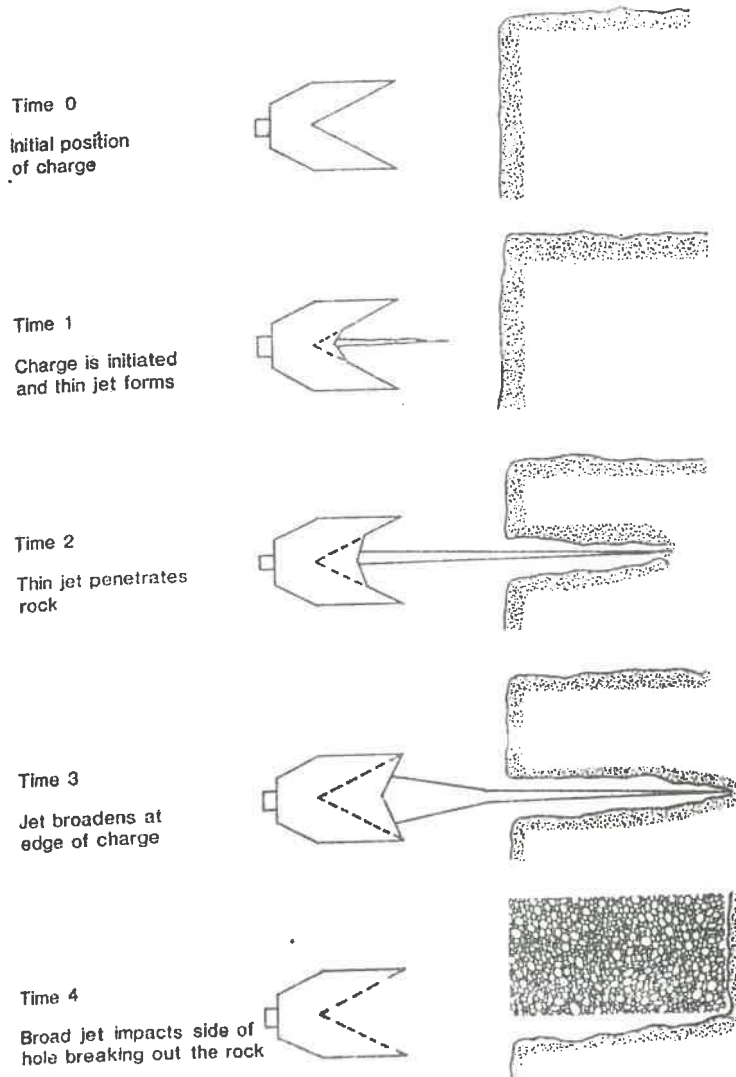 Time 0
Initial position
of charge
Time 1
Charge is initiated
and thin jet forms
Time 2
Thin jet penetrates
rock
Time 3
Jet broadens at
edge of charge
Time 4
Broad jet impacts side of
hole breaking out the rock